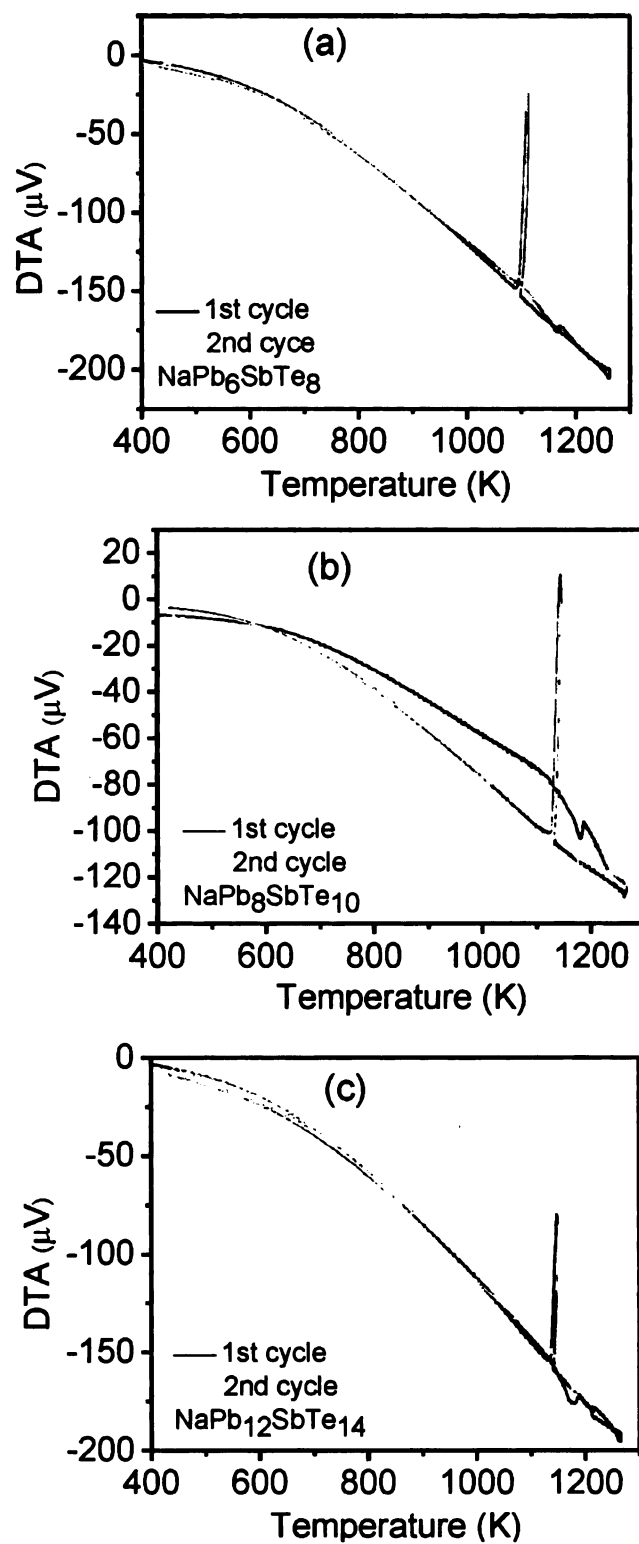 (a)
0
-50
-100
-150
-200
DTA (μV)
1st cycle
2nd cyce
NaPb6SbTe8
400 600 800 1000 1200
Temperature (K)
(b)
20
0
-20
-40
-60
-80
-100
-120
-140
DTA (μV)
1st cycle
2nd cycle
NaPb8SbTe10
400 600 800 1000 1200
Temperature (K)
(c)
0
-50
-100
-150
-200
DTA (μV)
1st cycle
2nd cycle
NaPb12SbTe14
400 600 800 1000 1200
Temperature (K)